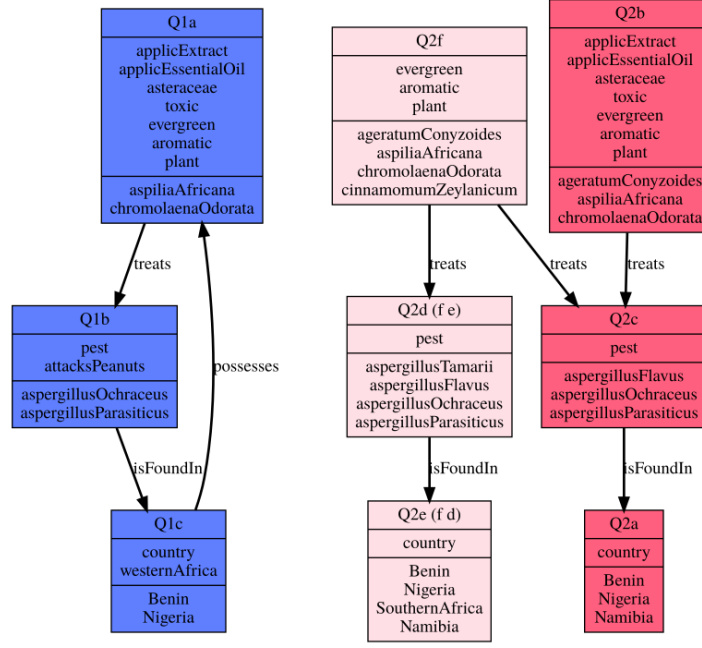 Q1a
applicExtract
applicEssentialOil
asteraceae
toxic
evergreen
aromatic
plant
aspiliaAfricana
chromolaenaOdorata
treats
Q1b
pest
attacksPeanuts
aspergillusOchraceus
aspergillusParasiticus
possesses
isFoundIn
Q1c
country
westernAfrica
Benin
Nigeria
Q2f
evergreen
aromatic
plant
ageratumConyzoides
aspiliaAfricana
chromolaenaOdorata
cinnamomumZeylanicum
treats
treats
Q2d (f e)
pest
aspergillusTamarii
aspergillusFlavus
aspergillusOchraceus
aspergillusParasiticus
isFoundIn
Q2e (f d)
country
Benin
Nigeria
SouthernAfrica
Namibia
Q2b
applicExtract
applicEssentialOil
asteraceae
toxic
evergreen
aromatic
plant
ageratumConyzoides
aspiliaAfricana
chromolaenaOdorata
treats
Q2c
pest
aspergillusFlavus
aspergillusOchraceus
aspergillusParasiticus
isFoundIn
Q2a
country
Benin
Nigeria
Namibia